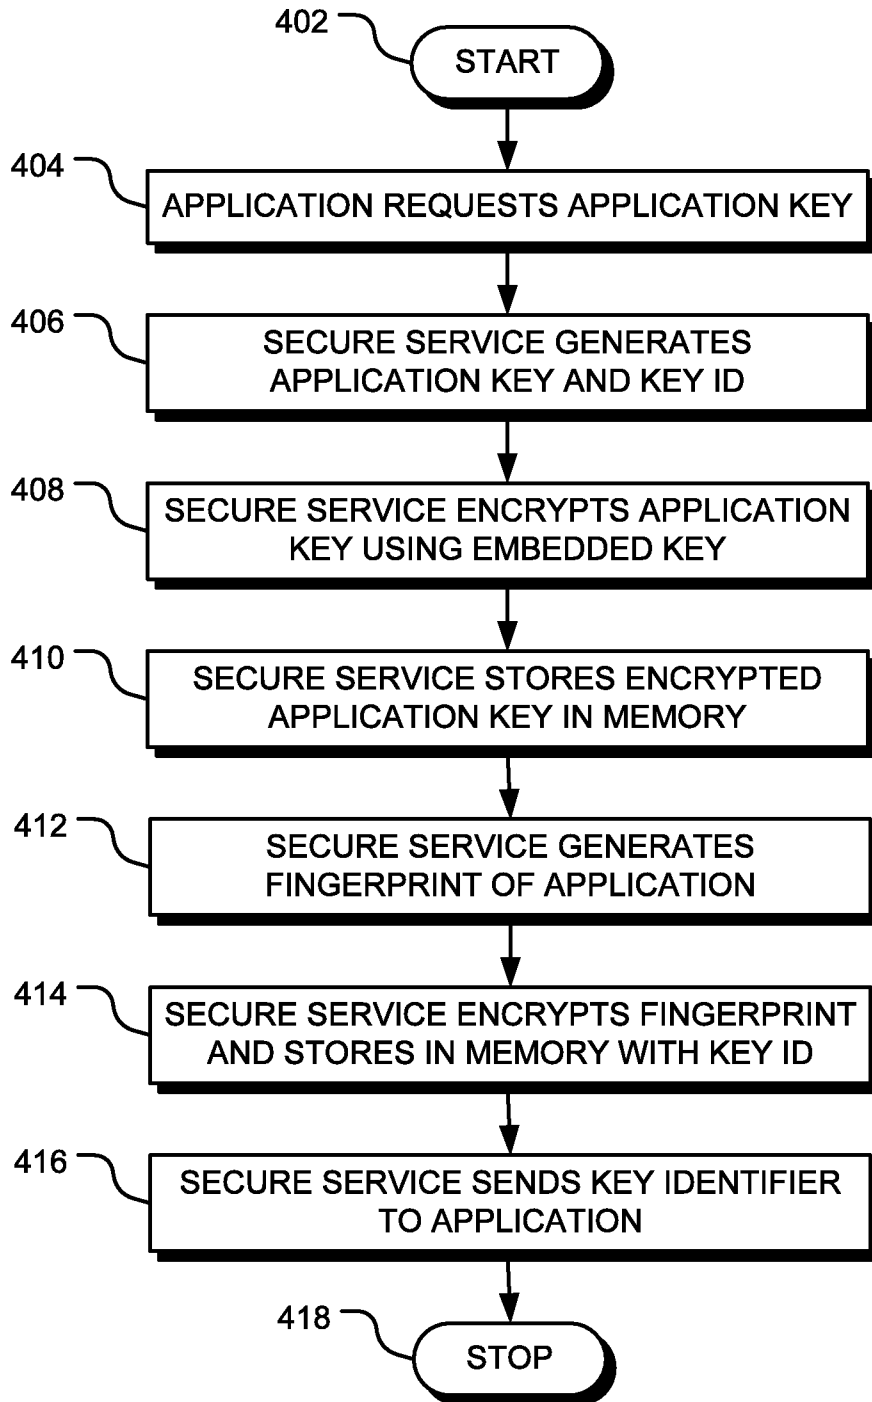 402
START
404
APPLICATION REQUESTS APPLICATION KEY
406
SECURE SERVICE GENERATES
APPLICATION KEY AND KEY ID
408
SECURE SERVICE ENCRYPTS APPLICATION
KEY USING EMBEDDED KEY
410
SECURE SERVICE STORES ENCRYPTED
APPLICATION KEY IN MEMORY
412
SECURE SERVICE GENERATES
FINGERPRINT OF APPLICATION
414
SECURE SERVICE ENCRYPTS FINGERPRINT
AND STORES IN MEMORY WITH KEY ID
416
SECURE SERVICE SENDS KEY IDENTIFIER
TO APPLICATION
418
STOP